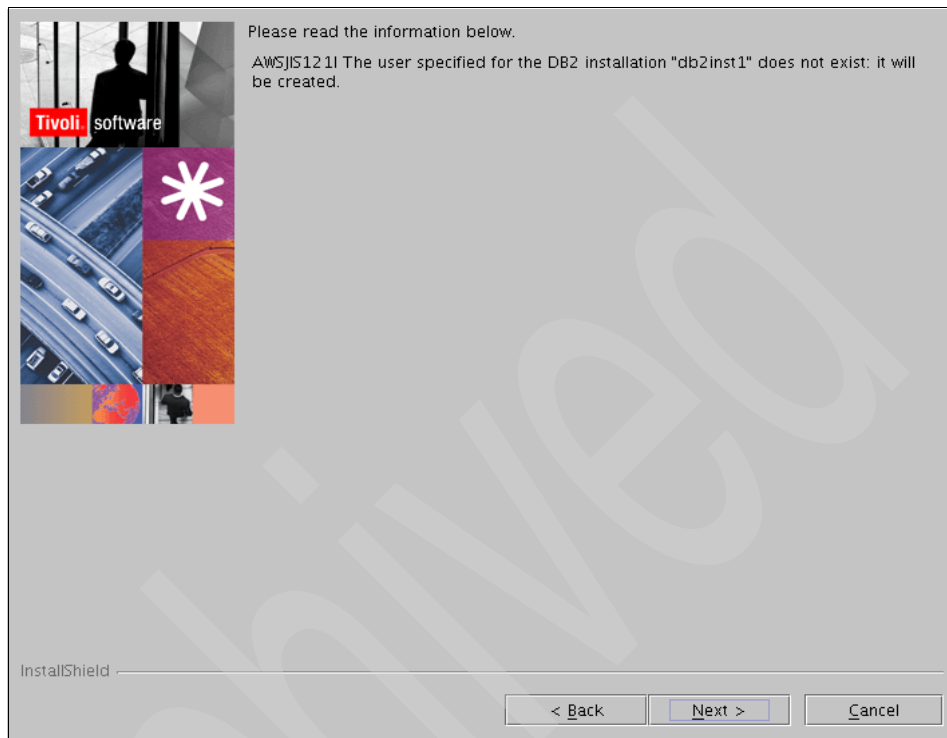 Please read the information below.
AWSJIS121I The user specified for the DB2 installation "db2inst1" does not exist: it will
be created.
Tivoli software
InstallShield
< Back
Next >
Cancel